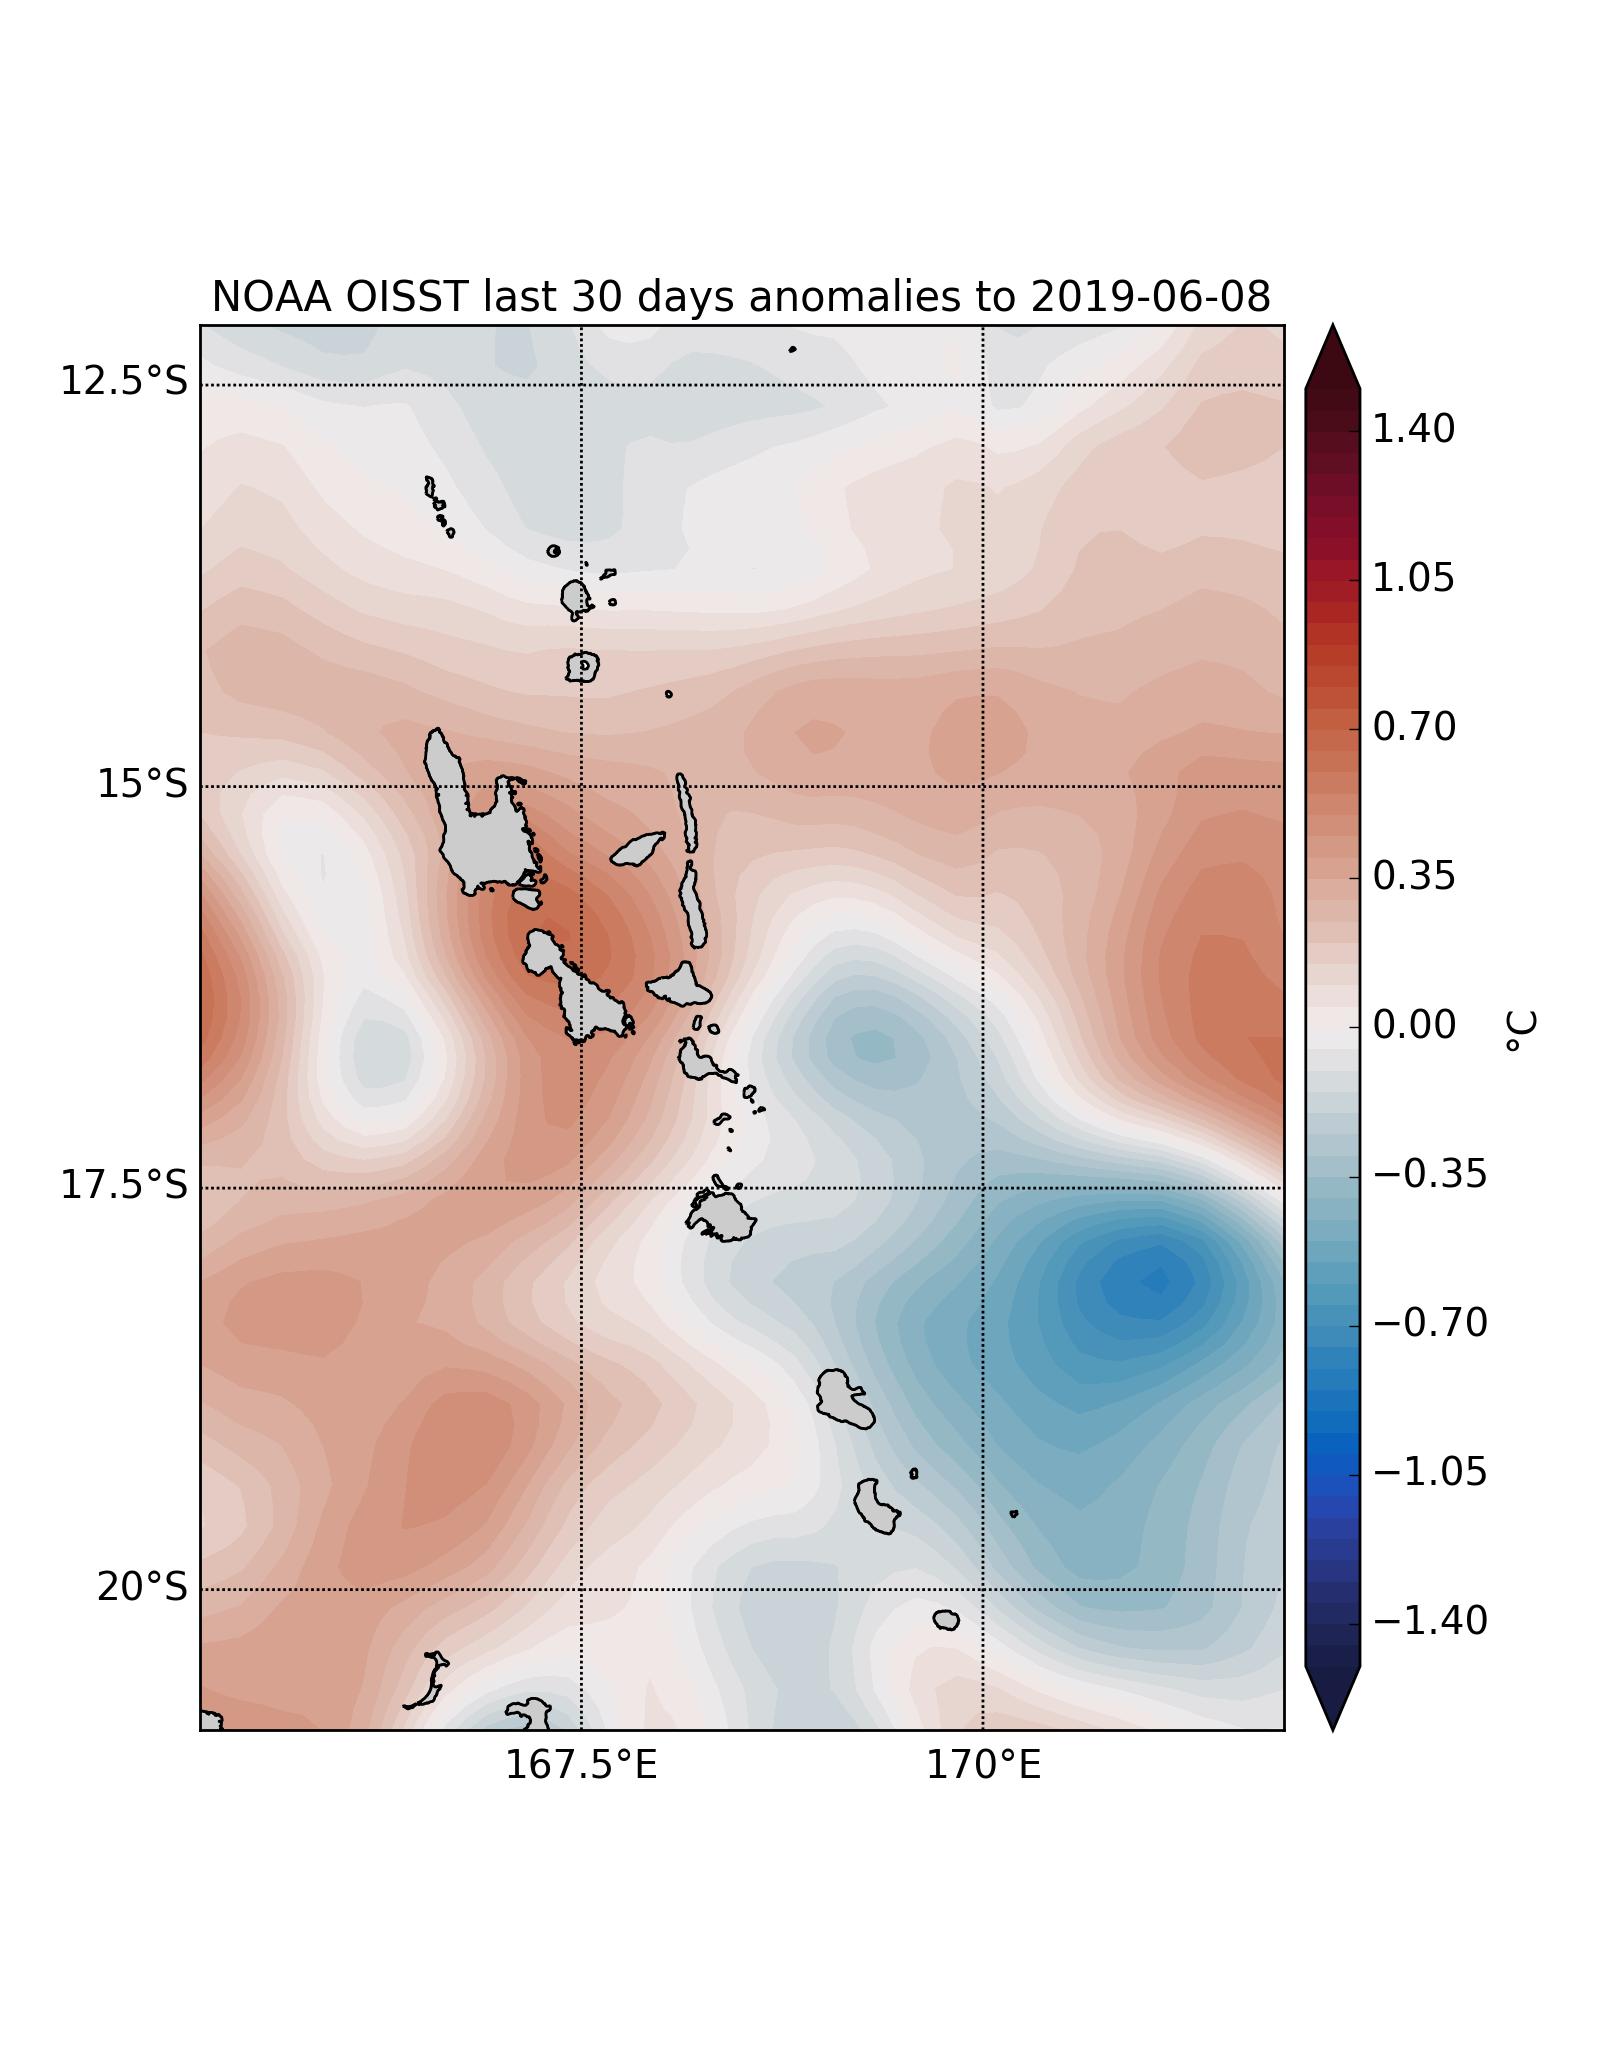 NOAA OISST last 30 days anomalies to 2019-06-08
12.5°S
15°S
17.5°S
20°S
167.5°E
170°E
1.40
1.05
0.70
0.35
0.00
−0.35
−0.70
−1.05
−1.40
°C